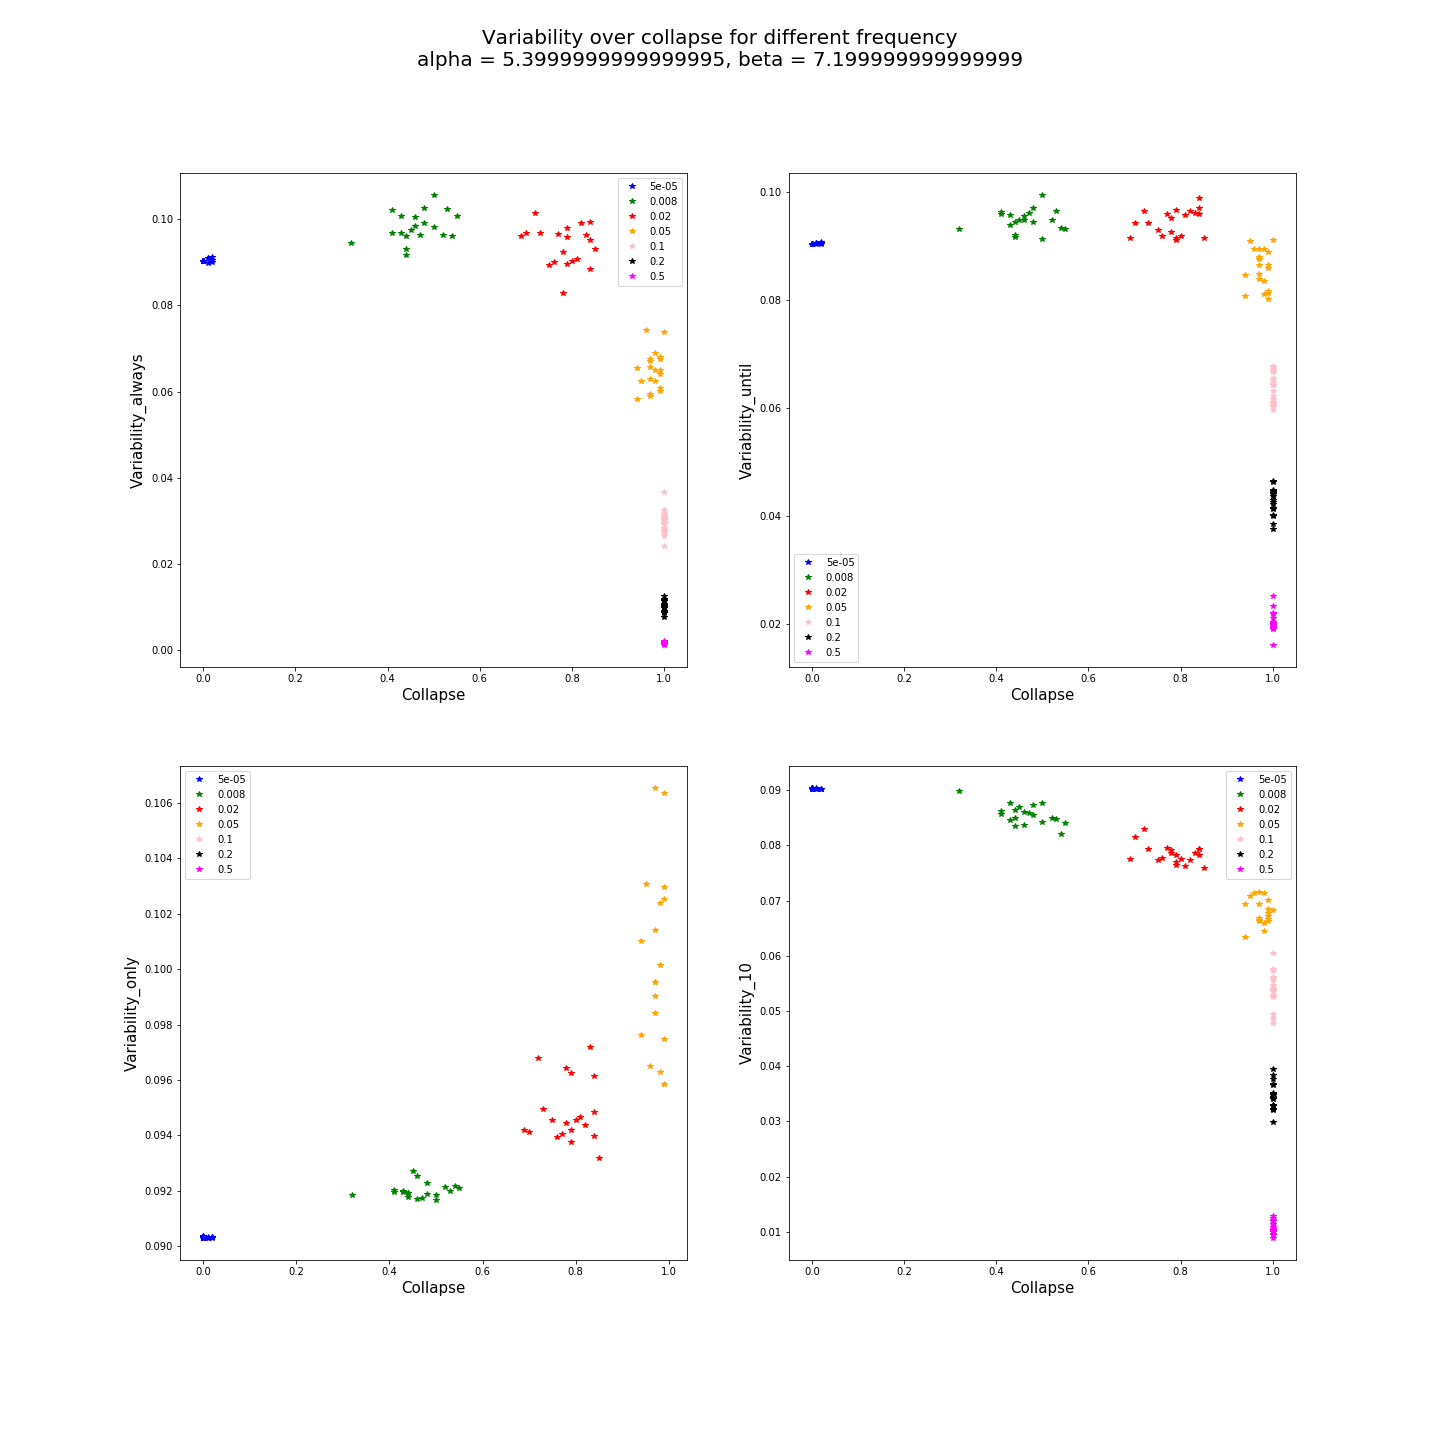 Variability over collapse for different frequency
alpha = 5.3999999999999995, beta = 7.199999999999999
5e-05
0.008
0.02
0.05
0.1
0.2
0.5
0.10
0.08
0.06
0.04
0.02
0.00
Variability_always
0.0 0.2 0.4 0.6 0.8 1.0
Collapse
0.10
0.08
0.06
0.04
0.02
Variability_until
5e-05
0.008
0.02
0.05
0.1
0.2
0.5
0.0 0.2 0.4 0.6 0.8 1.0
Collapse
5e-05
0.008
0.02
0.05
0.1
0.2
0.5
0.106
0.104
0.102
0.100
0.098
0.096
0.094
0.092
0.090
Variability_only
0.0 0.2 0.4 0.6 0.8 1.0
Collapse
5e-05
0.008
0.02
0.05
0.1
0.2
0.5
0.09
0.08
0.07
0.06
0.05
0.04
0.03
0.02
0.01
Variability_10
0.0 0.2 0.4 0.6 0.8 1.0
Collapse